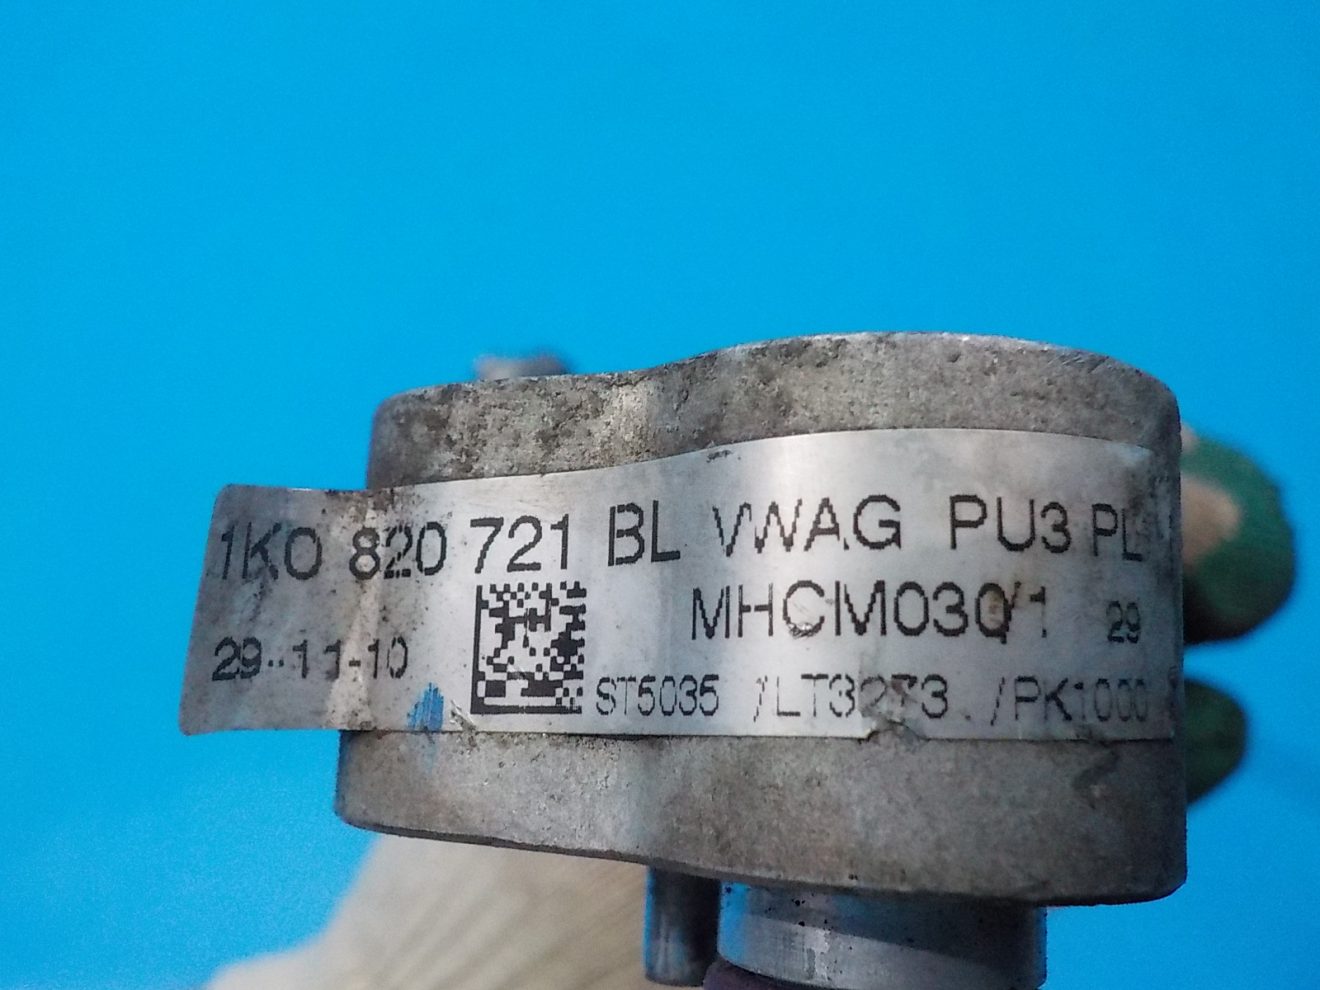 1K0 820 721 BL VWAG PU3 PL
MHCM030/1 29
29-11-10
ST5035 /LT3273 /PK1000